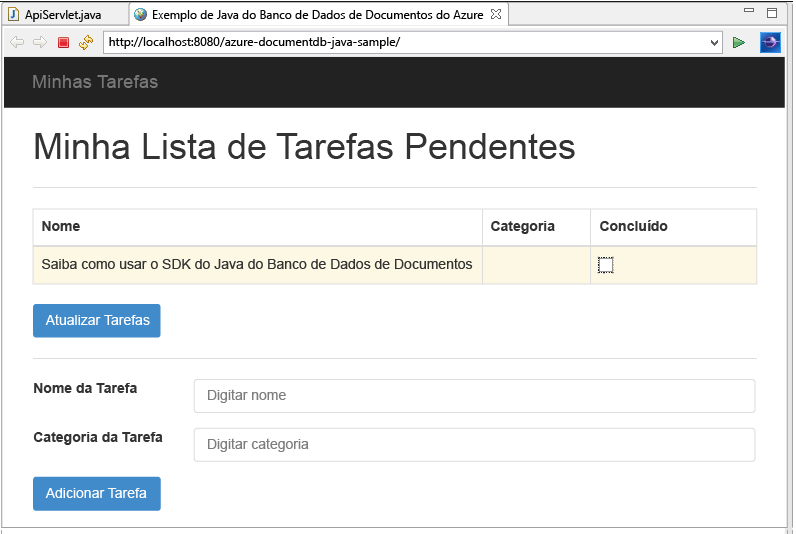 ApiServlet.java
Exemplo de Java do Banco de Dados de Documentos do Azure
http://localhost:8080/azure-documentdb-java-sample/
Minhas Tarefas
Minha Lista de Tarefas Pendentes
Nome Categoria Concluído
Saiba como usar o SDK do Java do Banco de Dados de Documentos
Atualizar Tarefas
Nome da Tarefa Digitar nome
Categoria da Tarefa Digitar categoria
Adicionar Tarefa